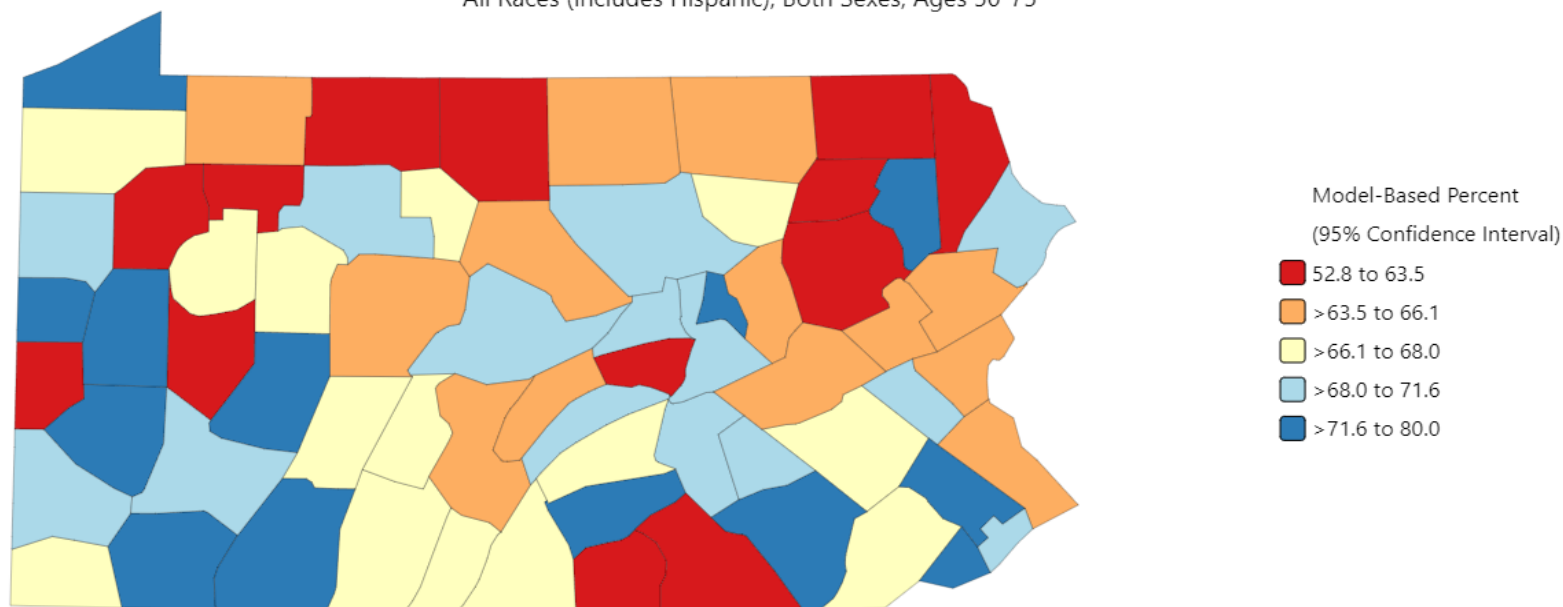 All Races (includes Hispanic), Both Sexes, Ages 50-75
Model-Based Percent
(95% Confidence Interval)
52.8 to 63.5
>63.5 to 66.1
>66.1 to 68.0
>68.0 to 71.6
>71.6 to 80.0